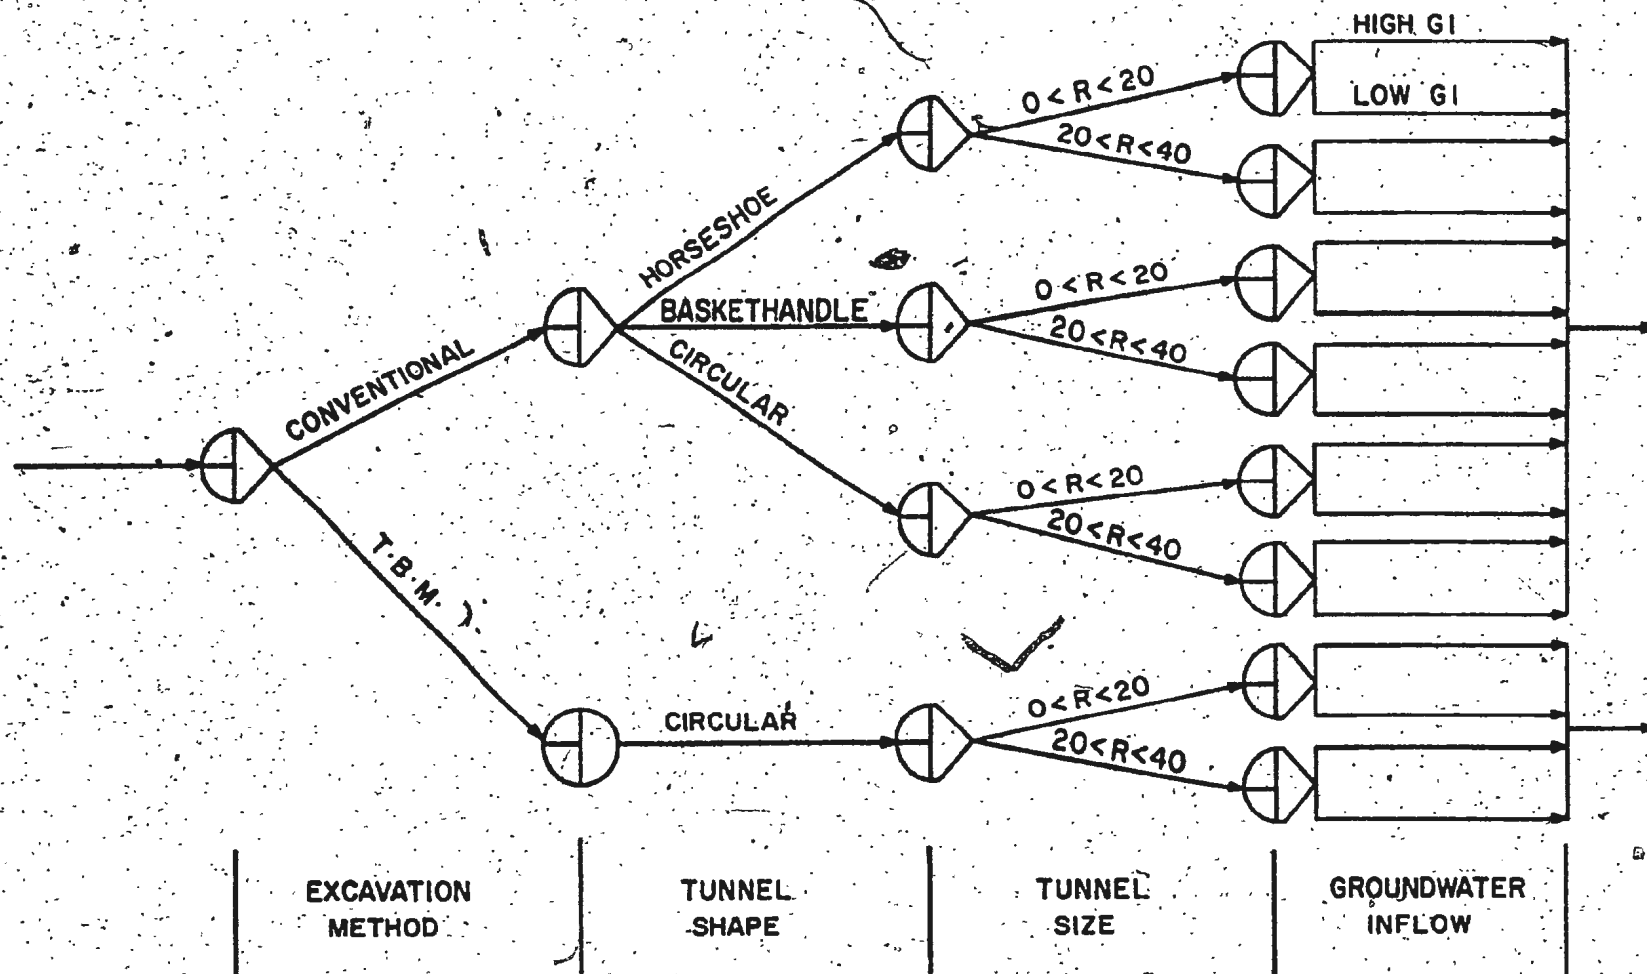 HIGH GI
LOW GI
0 < R < 20
20 < R < 40
HORSESHOE
0 < R < 20
20 < R < 40
BASKETHANDLE
CIRCULAR
CONVENTIONAL
0 < R < 20
20 < R < 40
T.B.M.
CIRCULAR
0 < R < 20
20 < R < 40
EXCAVATION
METHOD
TUNNEL
SHAPE
TUNNEL
SIZE
GROUNDWATER
INFLOW